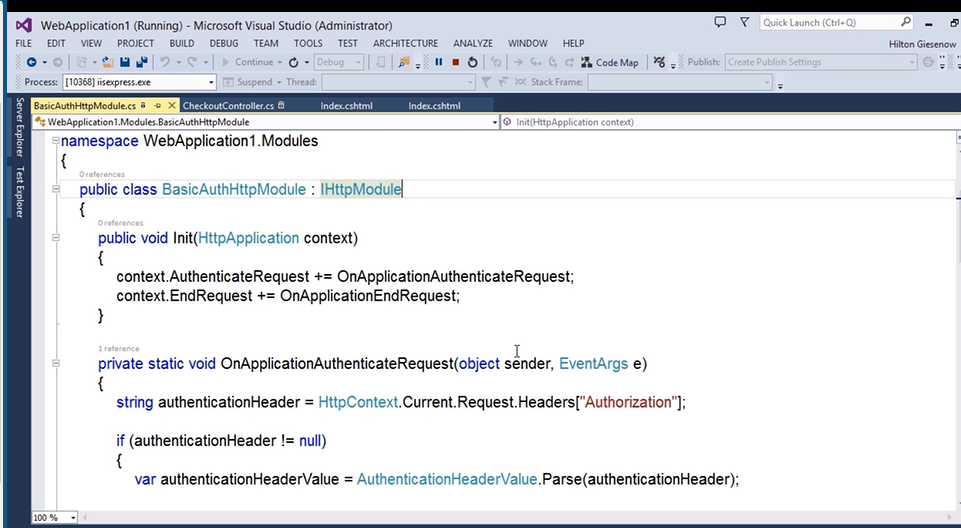 WebApplication1 (Running) - Microsoft Visual Studio (Administrator)
Quick Launch (Ctrl+Q)
FILE EDIT VIEW PROJECT BUILD DEBUG TEAM TOOLS TEST ARCHITECTURE ANALYZE WINDOW HELP
Hilton Giesenow
Continue Debug Code Map Publish: Create Publish Settings
Process: [10368] iisexpress.exe Suspend Thread: Stack Frame:
Server Explorer
Test Explorer
BasicAuthHttpModule.cs CheckoutController.cs Index.cshtml Index.cshtml
WebApplication1.Modules.BasicAuthHttpModule Init(HttpApplication context)
namespace WebApplication1.Modules
{
0 references
public class BasicAuthHttpModule : IHttpModule
{
0 references
public void Init(HttpApplication context)
{
context.AuthenticateRequest += OnApplicationAuthenticateRequest;
context.EndRequest += OnApplicationEndRequest;
}
1 reference
private static void OnApplicationAuthenticateRequest(object sender, EventArgs e)
{
string authenticationHeader = HttpContext.Current.Request.Headers["Authorization"];
if (authenticationHeader != null)
{
var authenticationHeaderValue = AuthenticationHeaderValue.Parse(authenticationHeader);
100 %